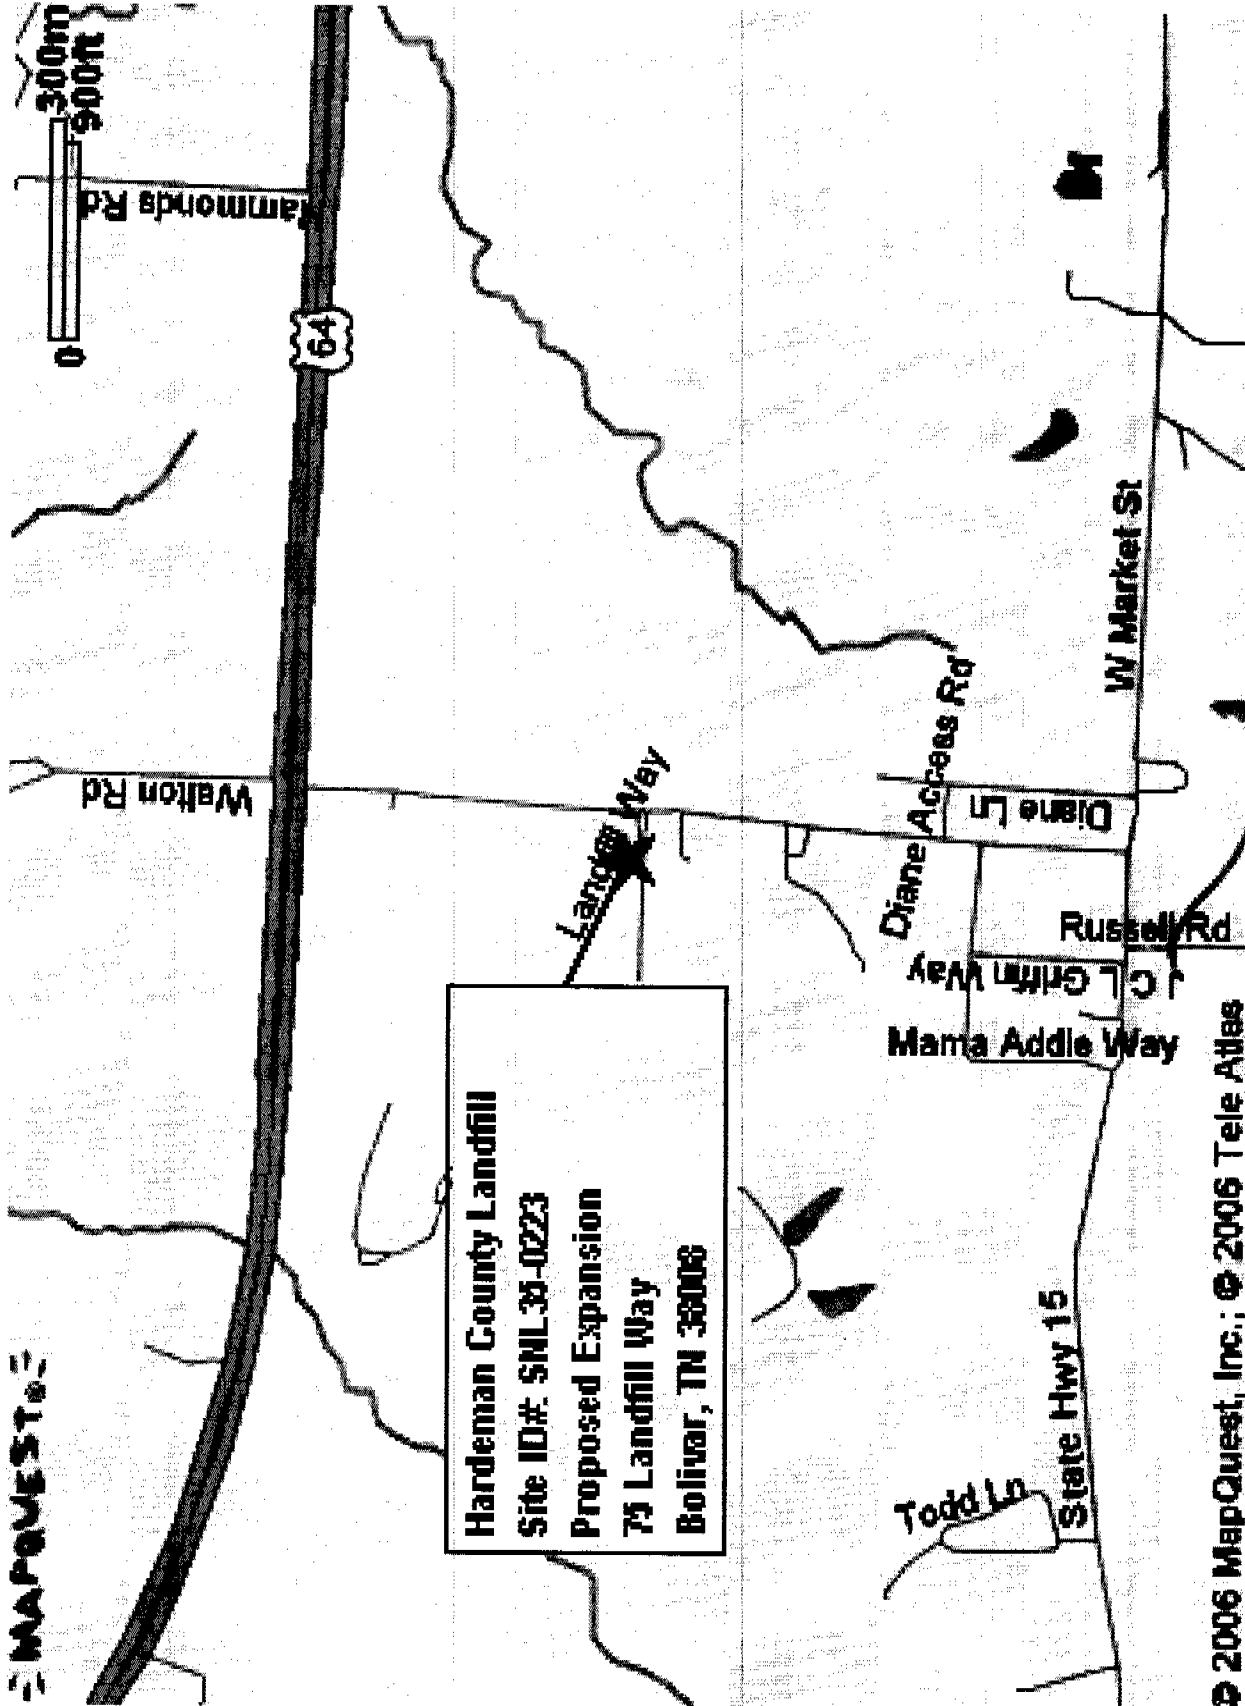 MAPQUEST
0
300m
900ft
Hammonds Rd
64
Walton Rd
Landfill Way
Hardeman County Landfill
Site ID#: SNL35-0223
Proposed Expansion
75 Landfill Way
Bolivar, TN 38008
Diane Access Rd
Diane Ln
W Market St
Russell Rd
J C L Griffin Way
Mama Addie Way
State Hwy 15
Todd Ln
© 2006 MapQuest, Inc.; © 2006 Tele Atlas